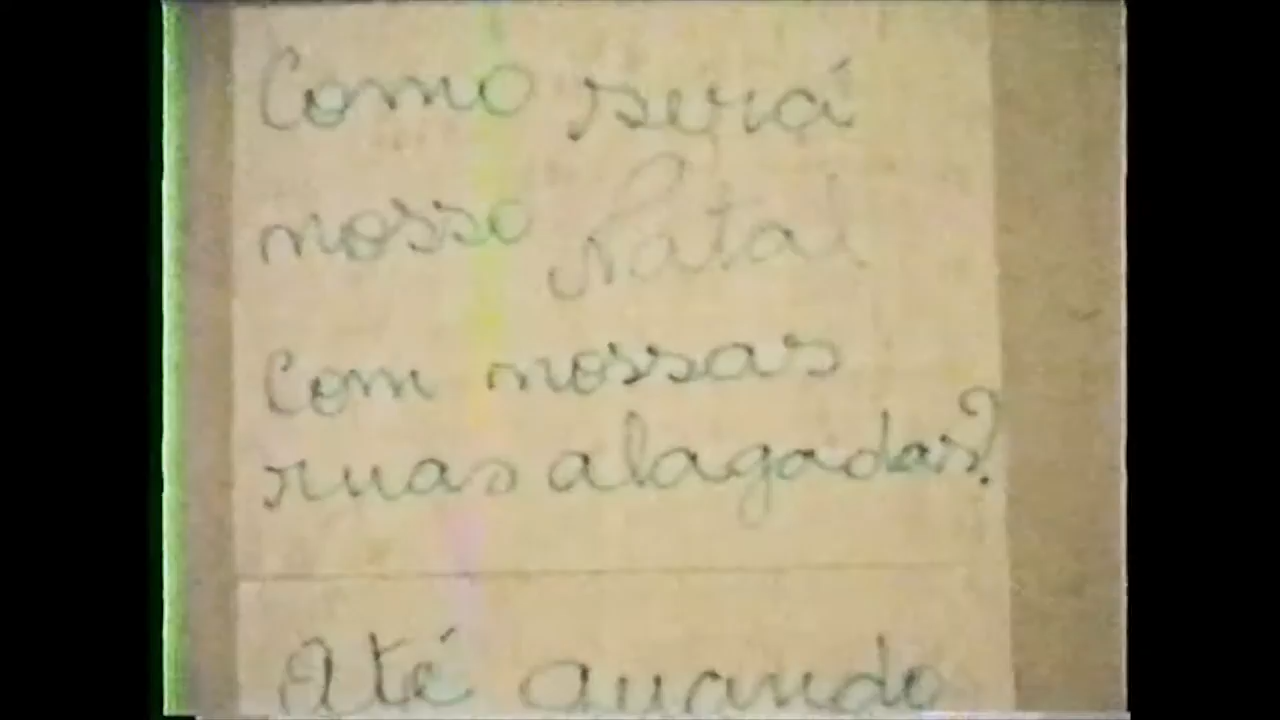 Como será
nosso Natal
com nossas
ruas alagadas?
Até quando